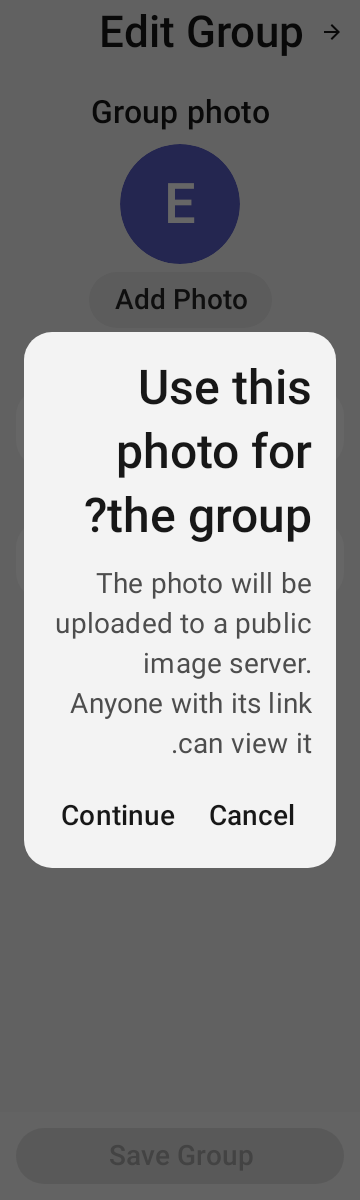 Edit Group
Group photo
E
Add Photo
Use this
photo for
the group?
The photo will be
uploaded to a public
image server.
Anyone with its link
can view it.
Continue Cancel
Save Group